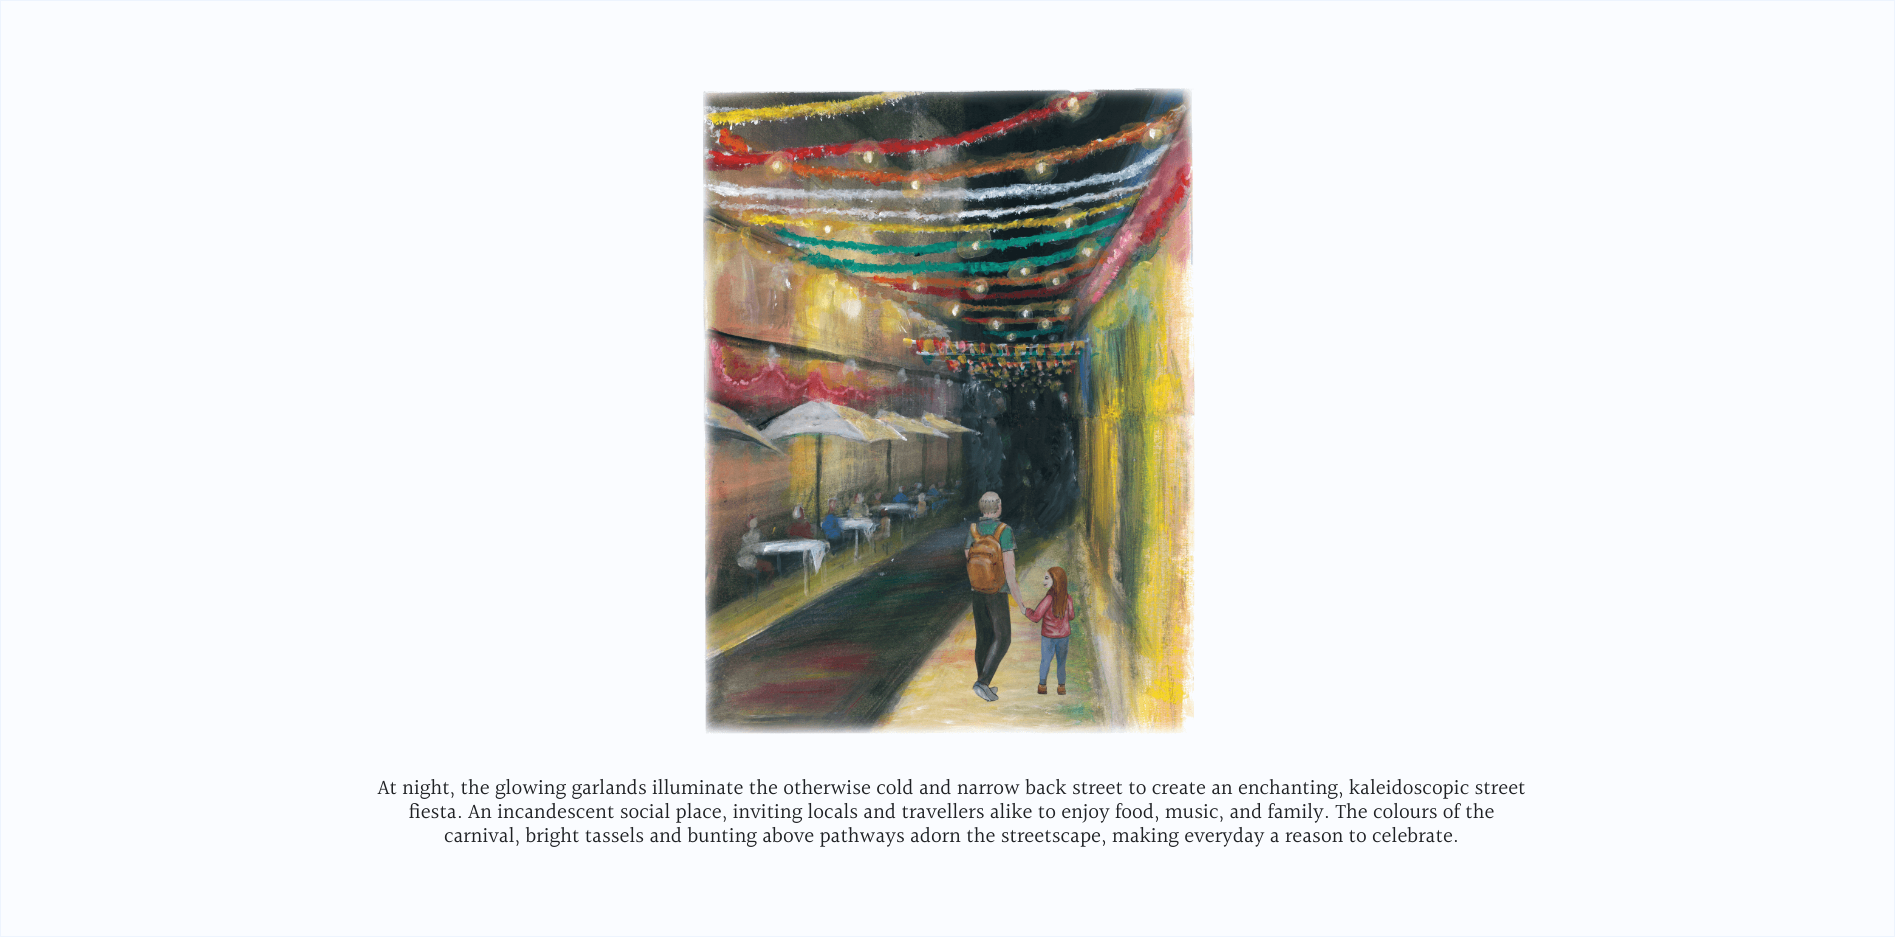 At night, the glowing garlands illuminate the otherwise cold and narrow back street to create an enchanting, kaleidoscopic street
fiesta. An incandescent social place, inviting locals and travellers alike to enjoy food, music, and family. The colours of the
carnival, bright tassels and bunting above pathways adorn the streetscape, making everyday a reason to celebrate.